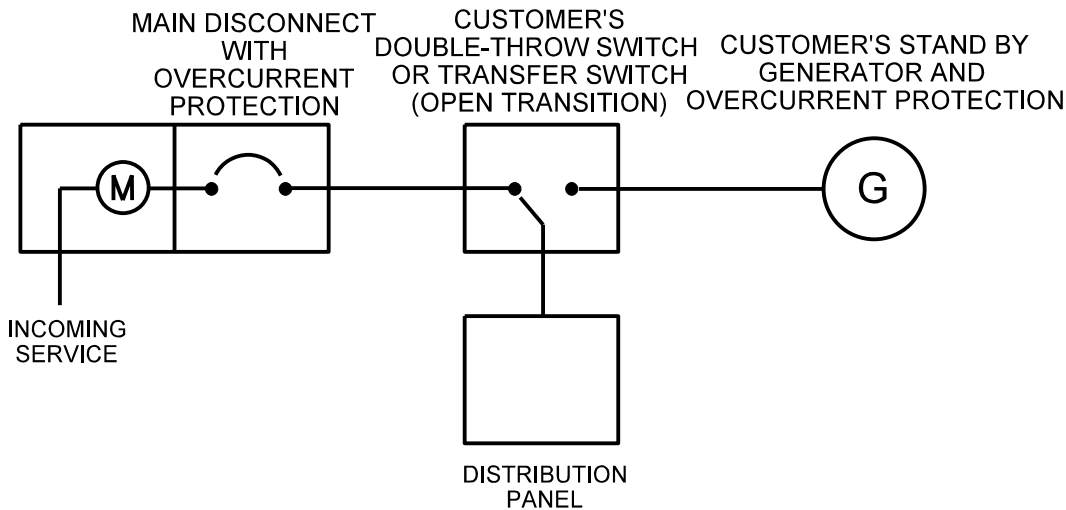 MAIN DISCONNECT
WITH
OVERCURRENT
PROTECTION
CUSTOMER'S
DOUBLE-THROW SWITCH
OR TRANSFER SWITCH
(OPEN TRANSITION)
CUSTOMER'S STAND BY
GENERATOR AND
OVERCURRENT PROTECTION
M
G
INCOMING
SERVICE
DISTRIBUTION
PANEL